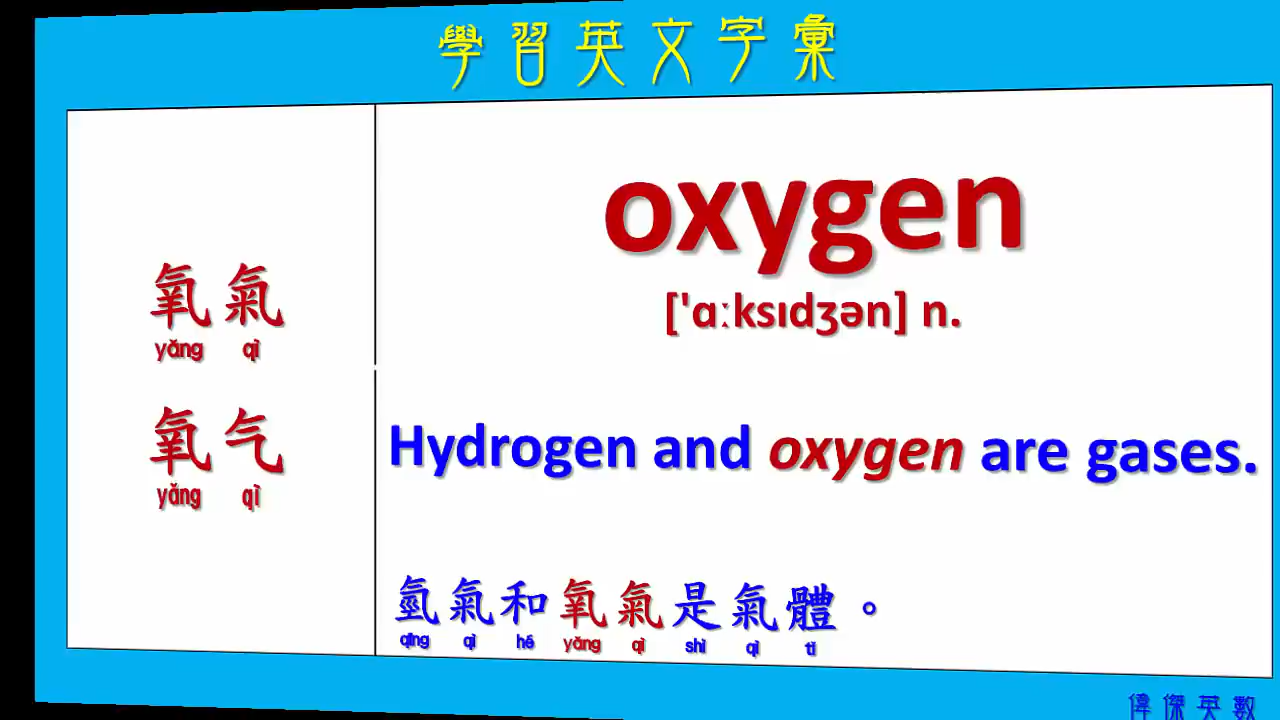 學習英文字彙
氧氣
yǎng qì
氧气
yǎng qì
oxygen
['ɑːksɪdʒən] n.
Hydrogen and oxygen are gases.
氫氣和氧氣是氣體。
qīng qì hé yǎng qì shì qì tǐ
偉傑英數